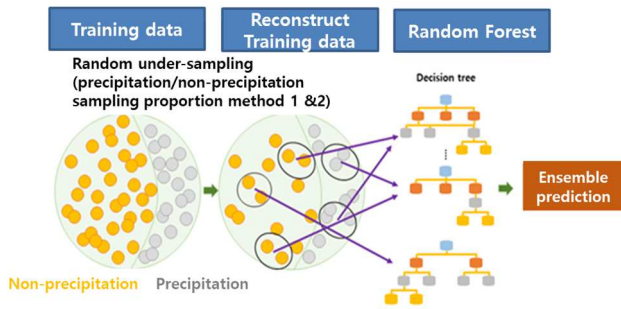 Training data
Reconstruct
Training data
Random Forest
Random under-sampling
(precipitation/non-precipitation
sampling proportion method 1 &2)
Decision tree
Ensemble
prediction
Non-precipitation
Precipitation